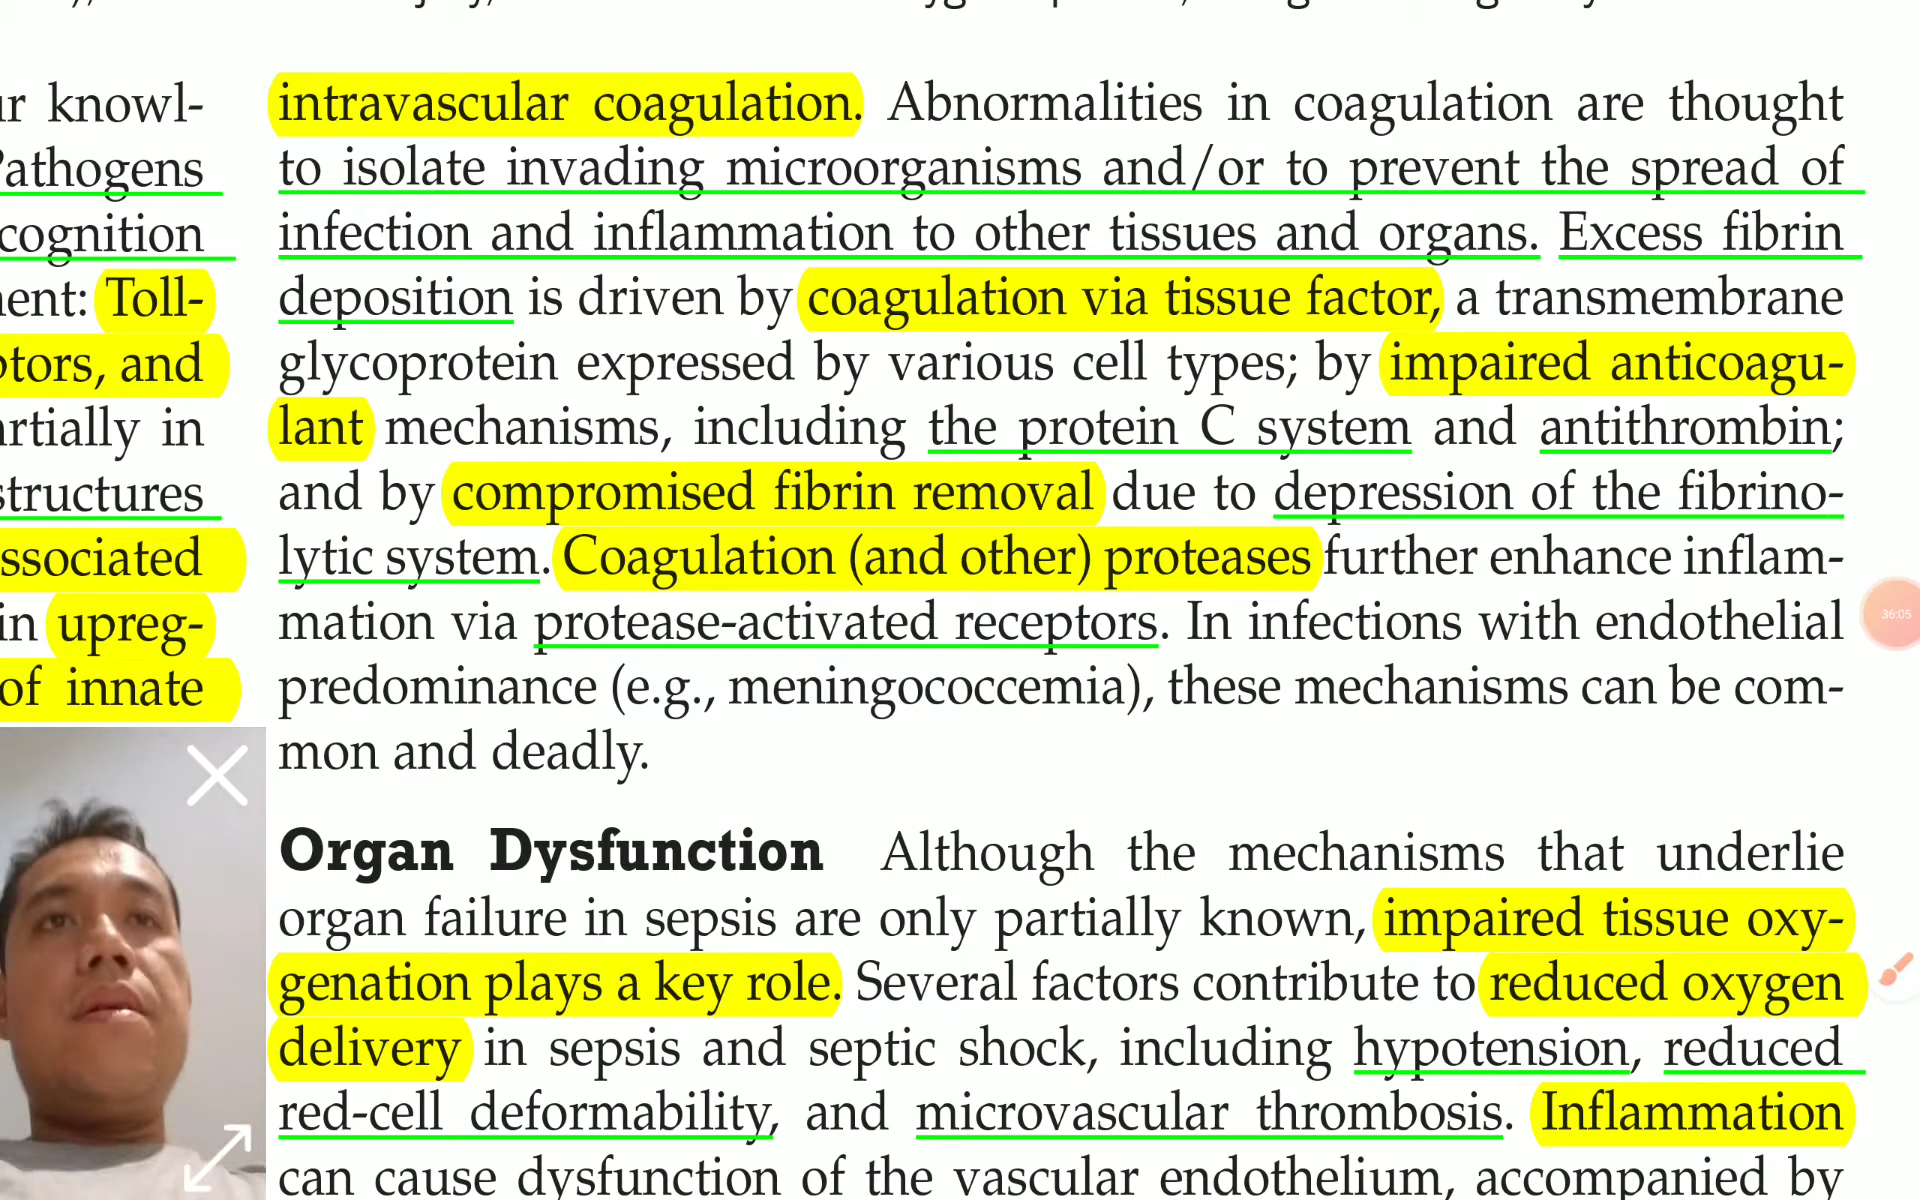 ur knowl-
Pathogens
cognition
nent: Toll-
ptors, and
artially in
structures
ssociated
in upreg-
of innate
intravascular coagulation. Abnormalities in coagulation are thought
to isolate invading microorganisms and/or to prevent the spread of
infection and inflammation to other tissues and organs. Excess fibrin
deposition is driven by coagulation via tissue factor, a transmembrane
glycoprotein expressed by various cell types; by impaired anticoagu-
lant mechanisms, including the protein C system and antithrombin;
and by compromised fibrin removal due to depression of the fibrino-
lytic system. Coagulation (and other) proteases further enhance inflam-
mation via protease-activated receptors. In infections with endothelial
predominance (e.g., meningococcemia), these mechanisms can be com-
mon and deadly.
Organ Dysfunction Although the mechanisms that underlie
organ failure in sepsis are only partially known, impaired tissue oxy-
genation plays a key role. Several factors contribute to reduced oxygen
delivery in sepsis and septic shock, including hypotension, reduced
red-cell deformability, and microvascular thrombosis. Inflammation
can cause dysfunction of the vascular endothelium, accompanied by
36:05